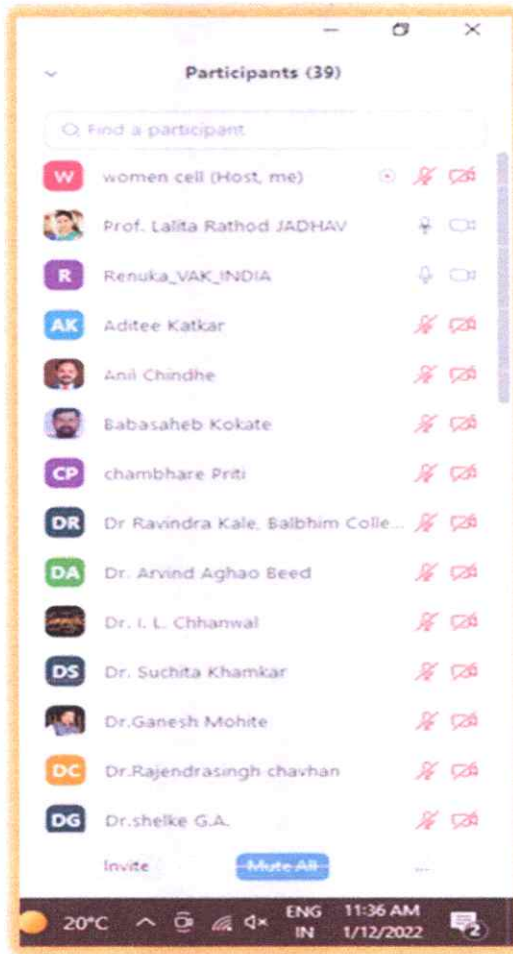 Participants (39)
Find a participant
W women cell (Host, me)
Prof. Lalita Rathod JADHAV
R Renuka_VAK_INDIA
AK Aditee Katkar
Anil Chindhe
Babasaheb Kokate
CP chambhare Priti
DR Dr Ravindra Kale, Balbhim Colle...
DA Dr. Arvind Aghao Beed
Dr. I. L. Chhanwal
DS Dr. Suchita Khamkar
Dr.Ganesh Mohite
DC Dr.Rajendrasingh chavhan
DG Dr.shelke G.A.
Invite Mute All ...
20°C ENG 11:36 AM
IN 1/12/2022 2